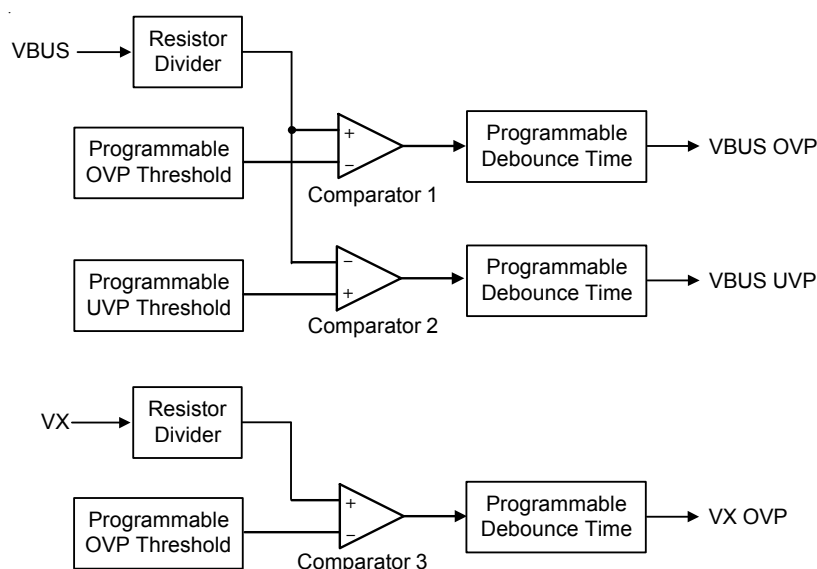 VBUS
Resistor
Divider
Programmable
OVP Threshold
+
−
Comparator 1
Programmable
Debounce Time
VBUS OVP
Programmable
UVP Threshold
−
+
Comparator 2
Programmable
Debounce Time
VBUS UVP
VX
Resistor
Divider
Programmable
OVP Threshold
+
−
Comparator 3
Programmable
Debounce Time
VX OVP